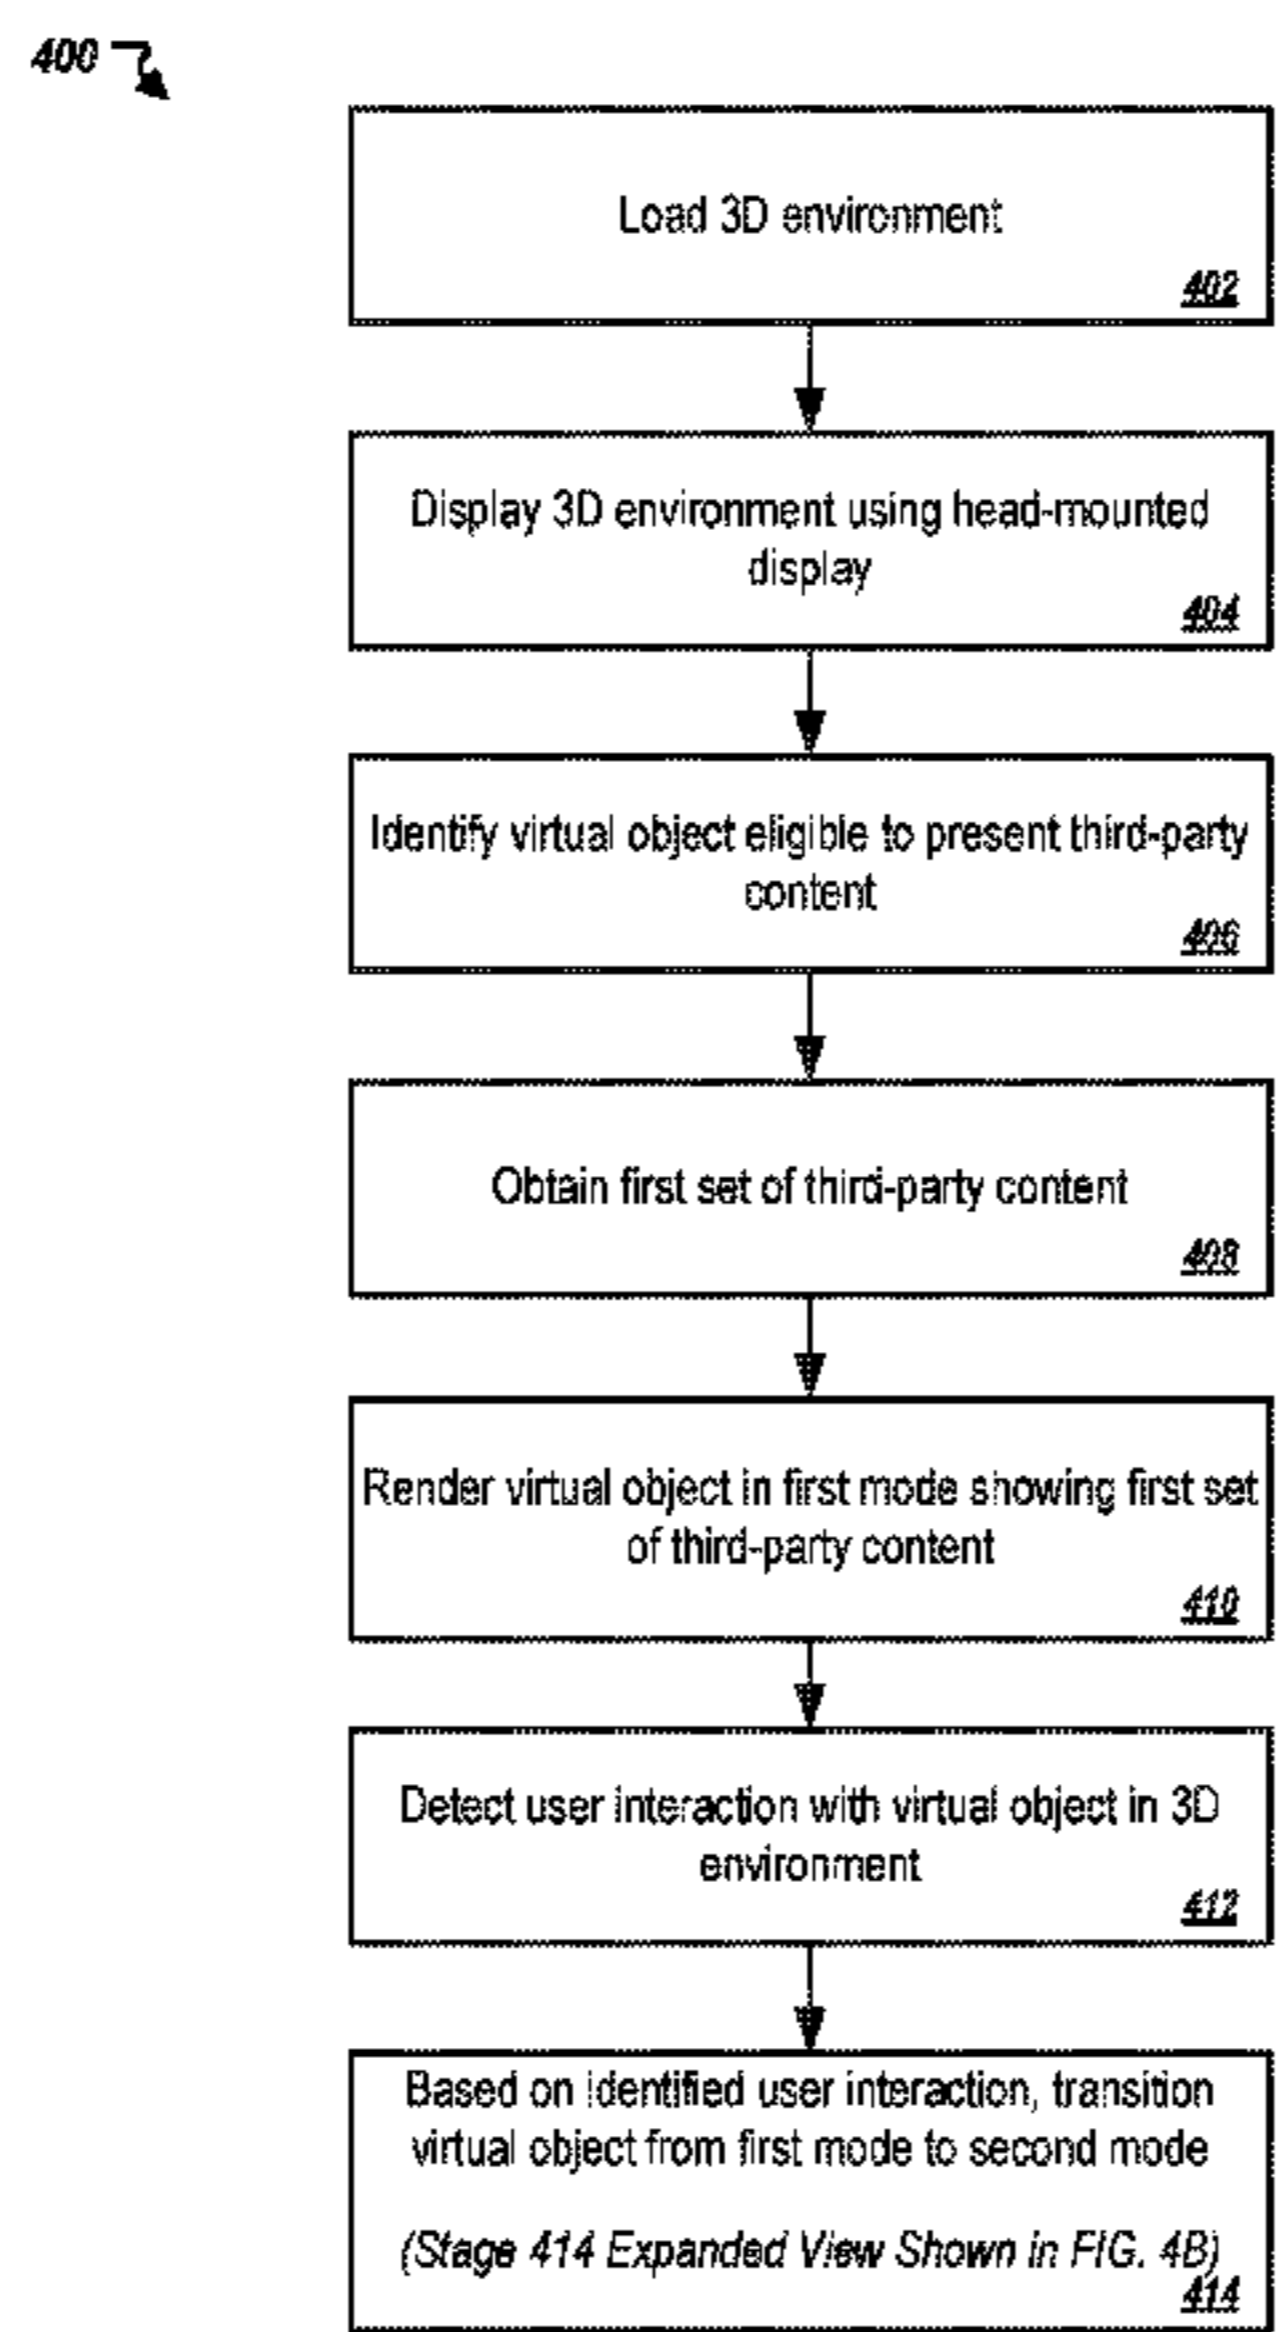 400
Load 3D environment
402
Display 3D environment using head-mounted
display
404
Identify virtual object eligible to present third-party
content
406
Obtain first set of third-party content
408
Render virtual object in first mode showing first set
of third-party content
410
Detect user interaction with virtual object in 3D
environment
412
Based on identified user interaction, transition
virtual object from first mode to second mode
(Stage 414 Expanded View Shown in FIG. 4B)
414